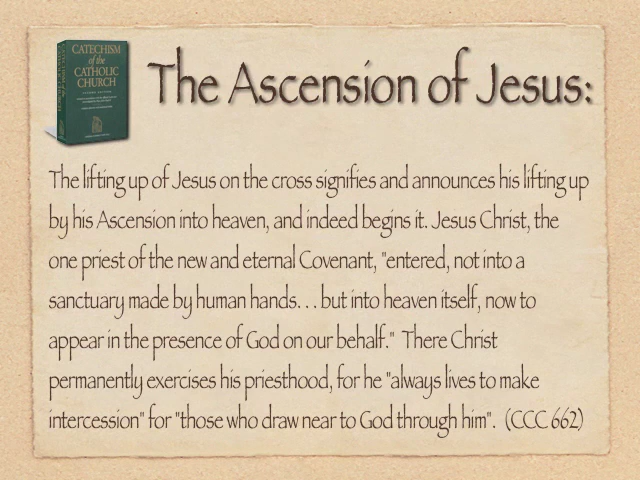 CATECHISM
of the
CATHOLIC
CHURCH
The Ascension of Jesus:
The lifting up of Jesus on the cross signifies and announces his lifting up
by his Ascension into heaven, and indeed begins it. Jesus Christ, the
one priest of the new and eternal Covenant, "entered, not into a
sanctuary made by human hands. . . but into heaven itself, now to
appear in the presence of God on our behalf." There Christ
permanently exercises his priesthood, for he "always lives to make
intercession" for "those who draw near to God through him". (CCC 662)